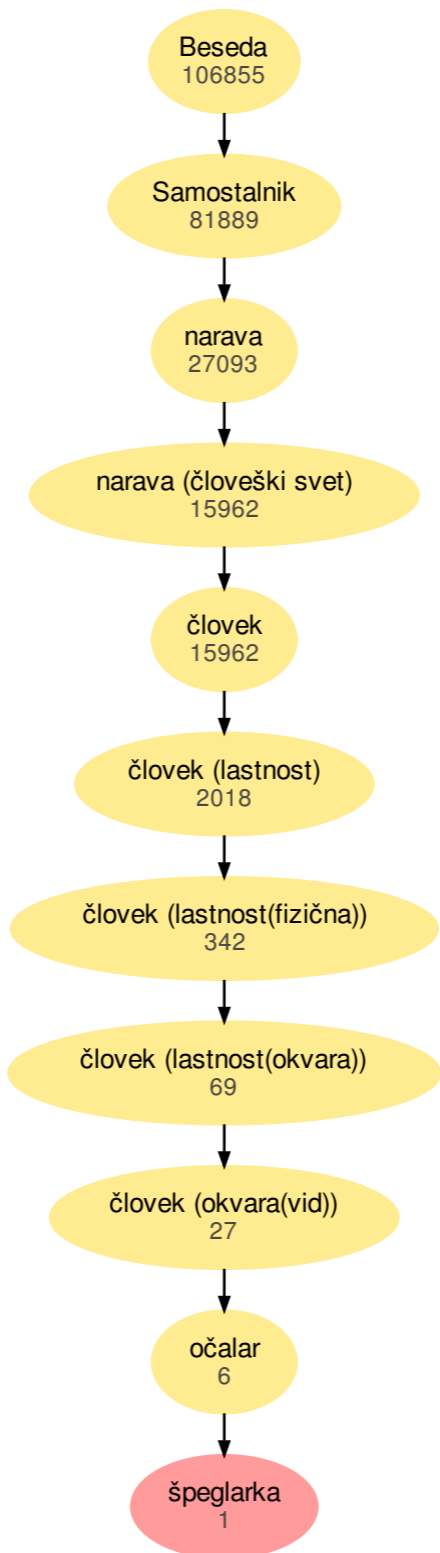 Beseda
106855
Samostalnik
81889
narava
27093
narava (človeški svet)
15962
človek
15962
človek (lastnost)
2018
človek (lastnost(fizična))
342
človek (lastnost(okvara))
69
človek (okvara(vid))
27
očalar
6
špeglarka
1